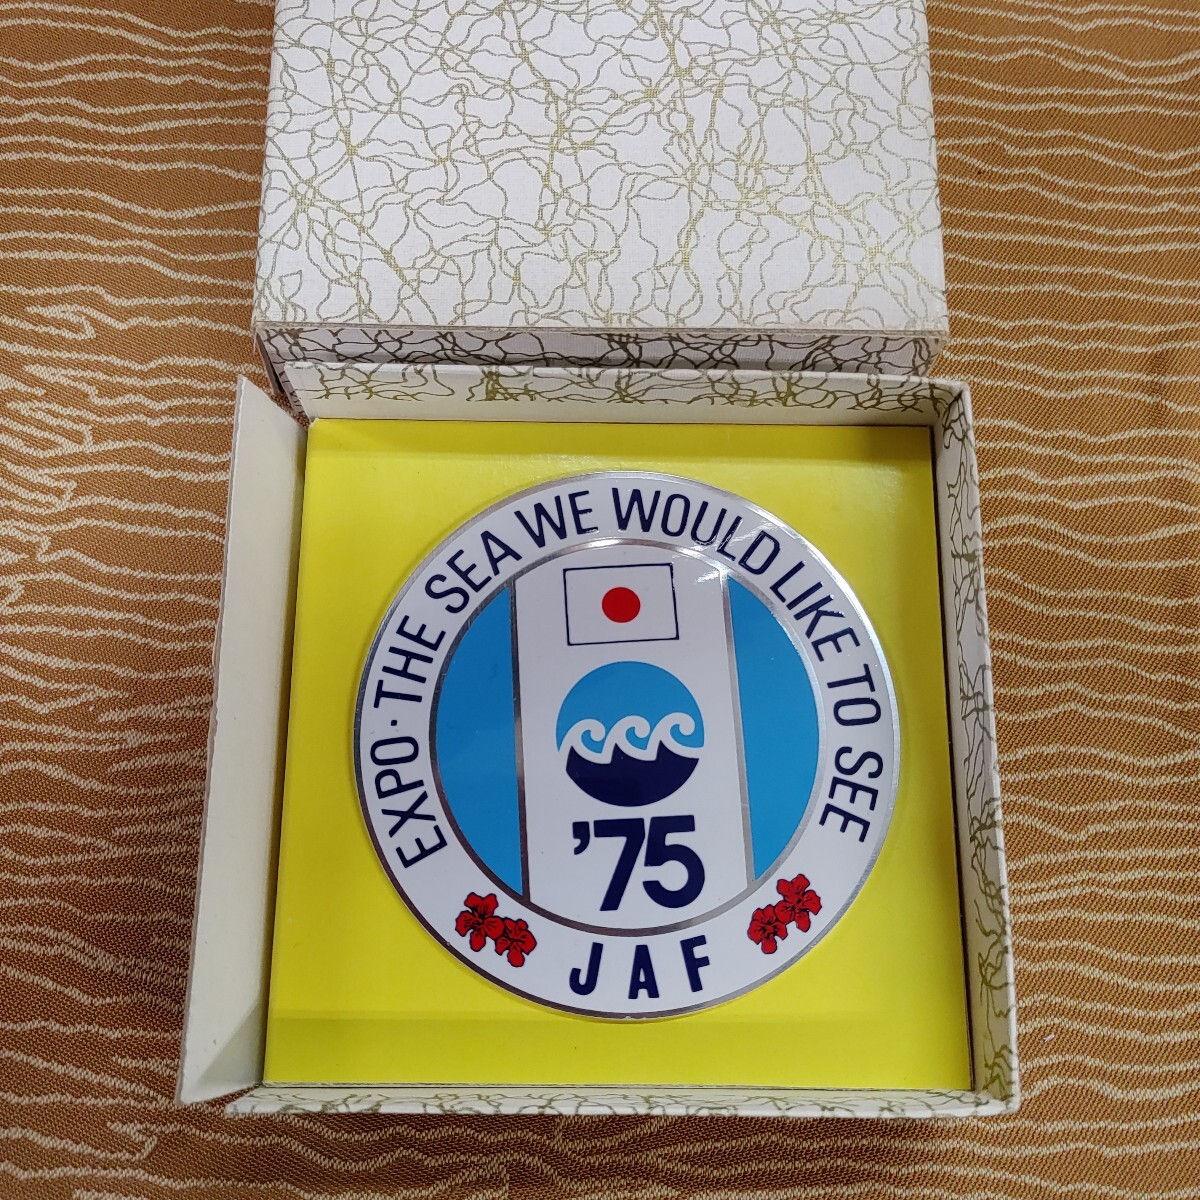 EXPO · THE SEA WE WOULD LIKE TO SEE
'75
JAF